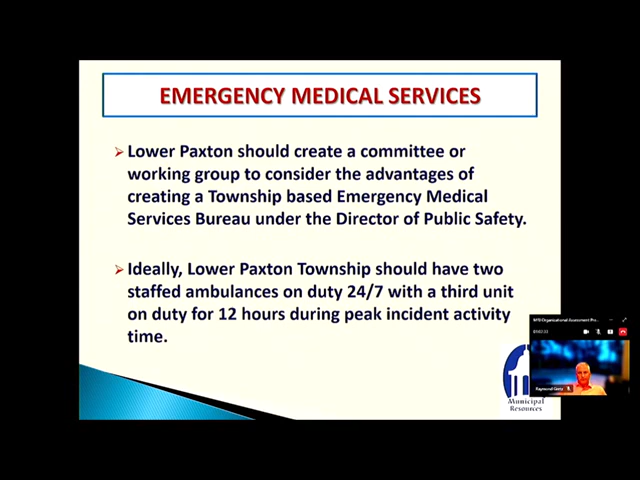 EMERGENCY MEDICAL SERVICES
Lower Paxton should create a committee or
working group to consider the advantages of
creating a Township based Emergency Medical
Services Bureau under the Director of Public Safety.
Ideally, Lower Paxton Township should have two
staffed ambulances on duty 24/7 with a third unit
on duty for 12 hours during peak incident activity
time.
Municipal
Resources